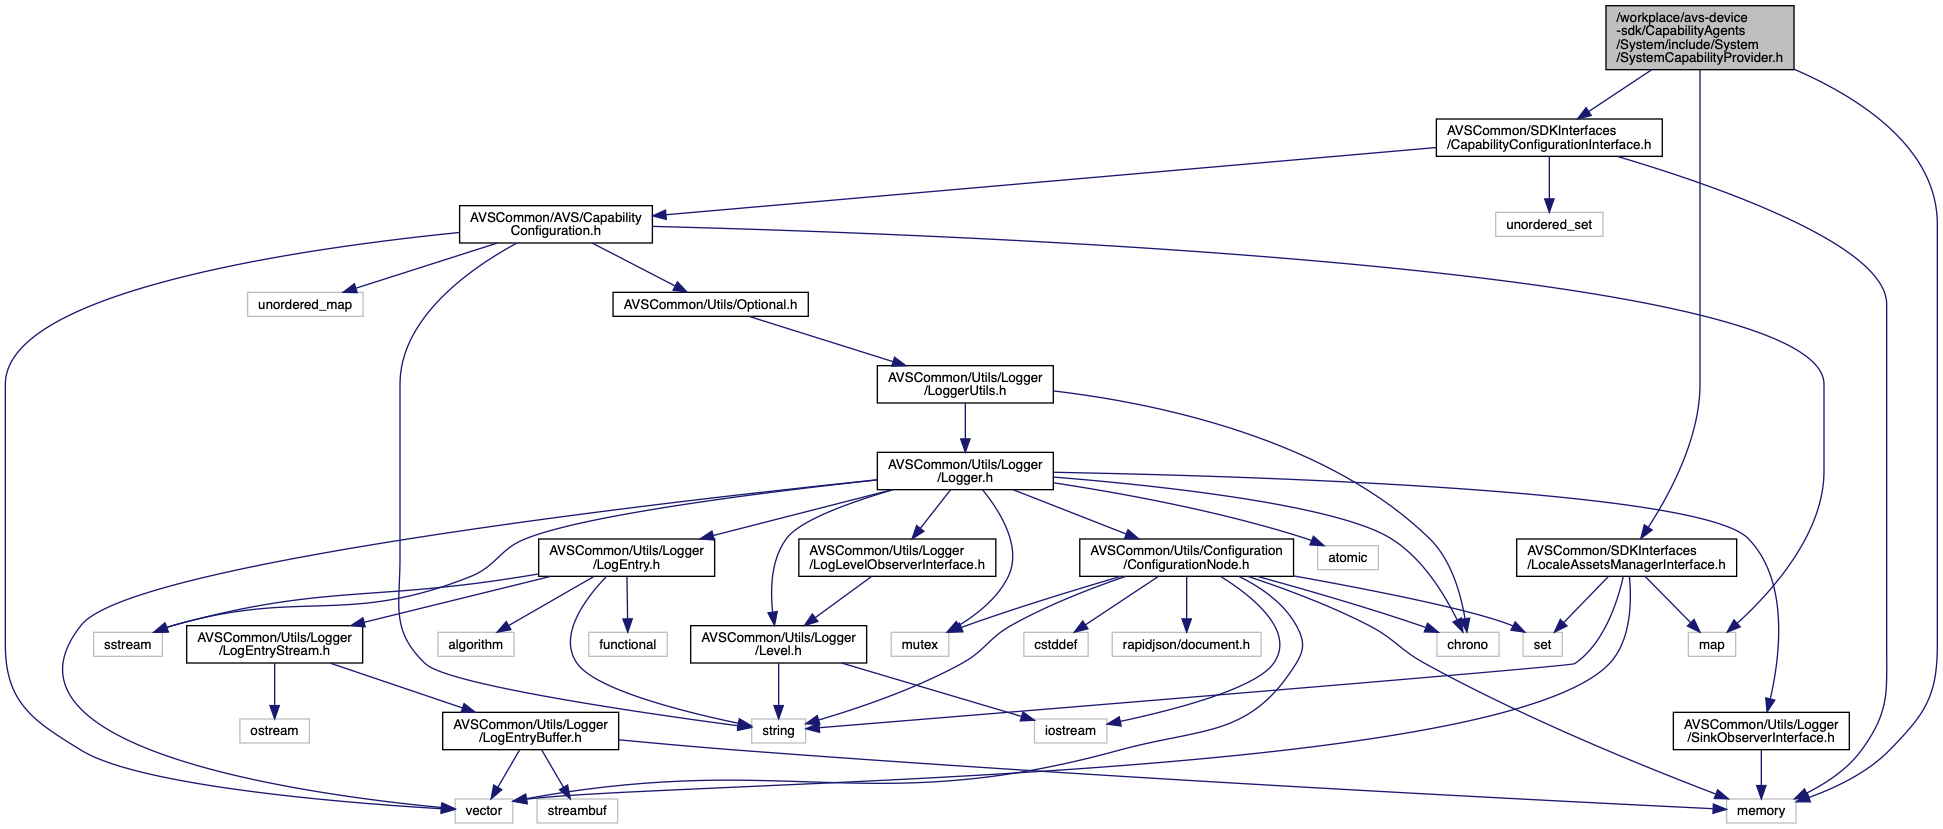 /workplace/avs-device
-sdk/CapabilityAgents
/System/include/System
/SystemCapabilityProvider.h
AVSCommon/SDKInterfaces
/CapabilityConfigurationInterface.h
AVSCommon/AVS/Capability
Configuration.h
unordered_set
unordered_map
AVSCommon/Utils/Optional.h
AVSCommon/Utils/Logger
/LoggerUtils.h
AVSCommon/Utils/Logger
/Logger.h
AVSCommon/Utils/Logger
/LogEntry.h
AVSCommon/Utils/Logger
/LogLevelObserverInterface.h
AVSCommon/Utils/Configuration
/ConfigurationNode.h
atomic
AVSCommon/SDKInterfaces
/LocaleAssetsManagerInterface.h
sstream
AVSCommon/Utils/Logger
/LogEntryStream.h
algorithm
functional
AVSCommon/Utils/Logger
/Level.h
mutex
cstddef
rapidjson/document.h
chrono
set
map
ostream
AVSCommon/Utils/Logger
/LogEntryBuffer.h
string
iostream
AVSCommon/Utils/Logger
/SinkObserverInterface.h
vector
streambuf
memory